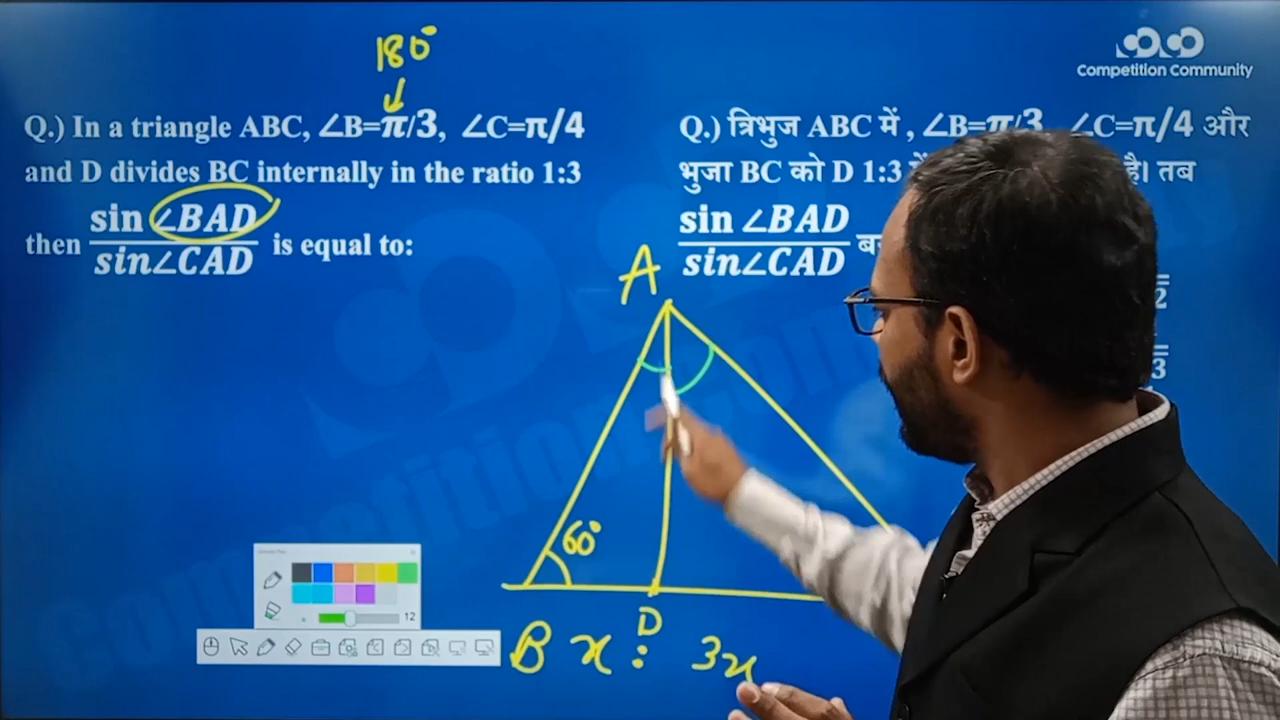 180°
Competition Community
Q.) In a triangle ABC, ∠B=π/3, ∠C=π/4
and D divides BC internally in the ratio 1:3
then sin ∠BAD / sin∠CAD is equal to:
Q.) त्रिभुज ABC में , ∠B=π/3, ∠C=π/4 और
भुजा BC को D 1:3 है। तब
sin ∠BAD / sin∠CAD
A
60°
B x : 3x
D
12